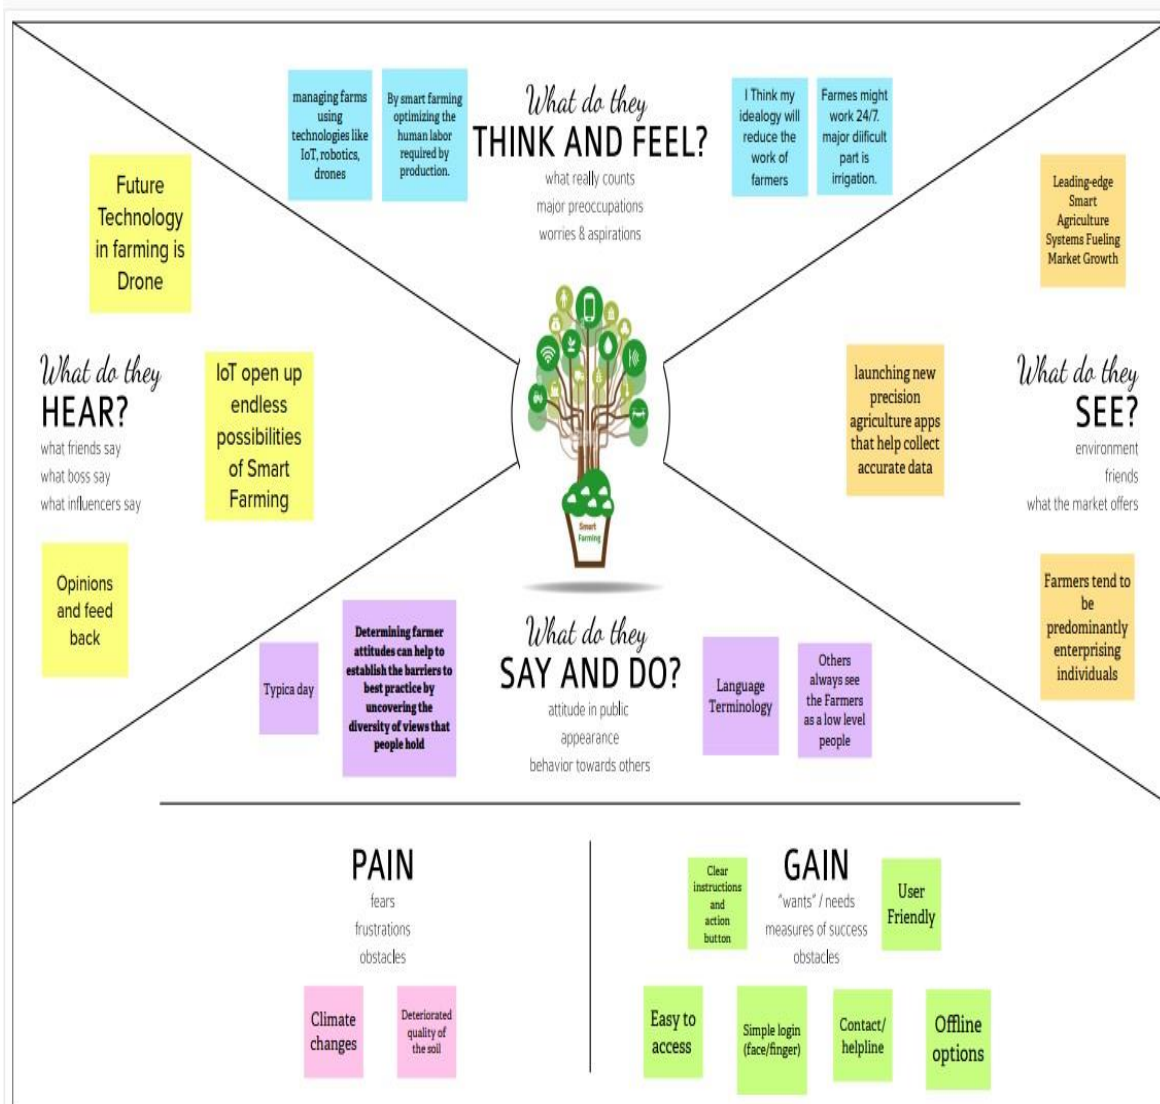 managing farms
using
technologies like
IoT, robotics,
drones
By smart farming
optimizing the
human labor
required by
production.
What do they
THINK AND FEEL?
what really counts
major preoccupations
worries & aspirations
I Think my
idealogy will
reduce the
work of
farmers
Farmes might
work 24/7.
major diificult
part is
irrigation.
Future
Technology
in farming is
Drone
What do they
HEAR?
what friends say
what boss say
what influencers say
IoT open up
endless
possibilities
of Smart
Farming
Opinions
and feed
back
Smart
Farming
Leading-edge
Smart
Agriculture
Systems Fueling
Market Growth
launching new
precision
agriculture apps
that help collect
accurate data
What do they
SEE?
environment
friends
what the market offers
Farmers tend to
be
predominantly
enterprising
individuals
Typica day
Determining farmer
attitudes can help to
establish the barriers to
best practice by
uncovering the
diversity of views that
people hold
What do they
SAY AND DO?
attitude in public
appearance
behavior towards others
Language
Terminology
Others
always see
the Farmers
as a low level
people
PAIN
fears
frustrations
obstacles
Climate
changes
Deteriorated
quality of
the soil
Clear
instructions
and
action
button
GAIN
"wants" / needs
measures of success
obstacles
User
Friendly
Easy to
access
Simple login
(face/finger)
Contact/
helpline
Offline
options